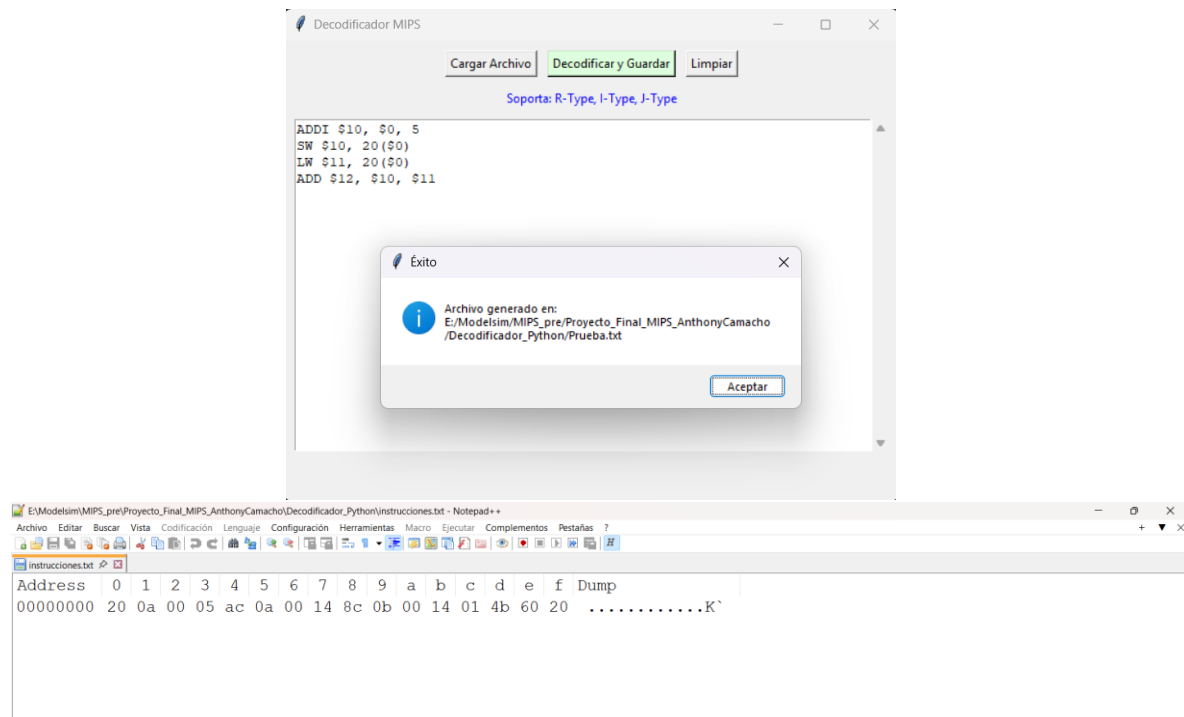 Decodificador MIPS
Cargar Archivo Decodificar y Guardar Limpiar
Soporta: R-Type, I-Type, J-Type
ADDI $10, $0, 5
SW $10, 20($0)
LW $11, 20($0)
ADD $12, $10, $11
Éxito
Archivo generado en:
E:/Modelsim/MIPS_pre/Proyecto_Final_MIPS_AnthonyCamacho
/Decodificador_Python/Prueba.txt
Aceptar
E:\Modelsim\MIPS_pre\Proyecto_Final_MIPS_AnthonyCamacho\Decodificador_Python\instrucciones.txt - Notepad++
Archivo Editar Buscar Vista Codificación Lenguaje Configuración Herramientas Macro Ejecutar Complementos Pestañas ?
instrucciones.txt
Address 0 1 2 3 4 5 6 7 8 9 a b c d e f Dump
00000000 20 0a 00 05 ac 0a 00 14 8c 0b 00 14 01 4b 60 20 ............K`